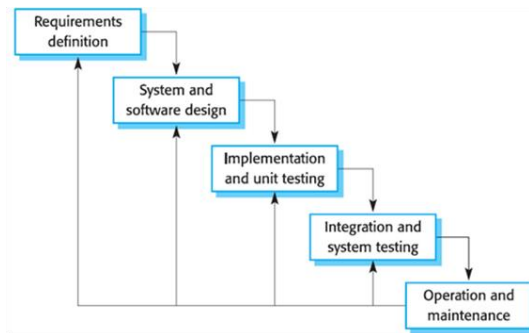 Requirements
definition
System and
software design
Implementation
and unit testing
Integration and
system testing
Operation and
maintenance